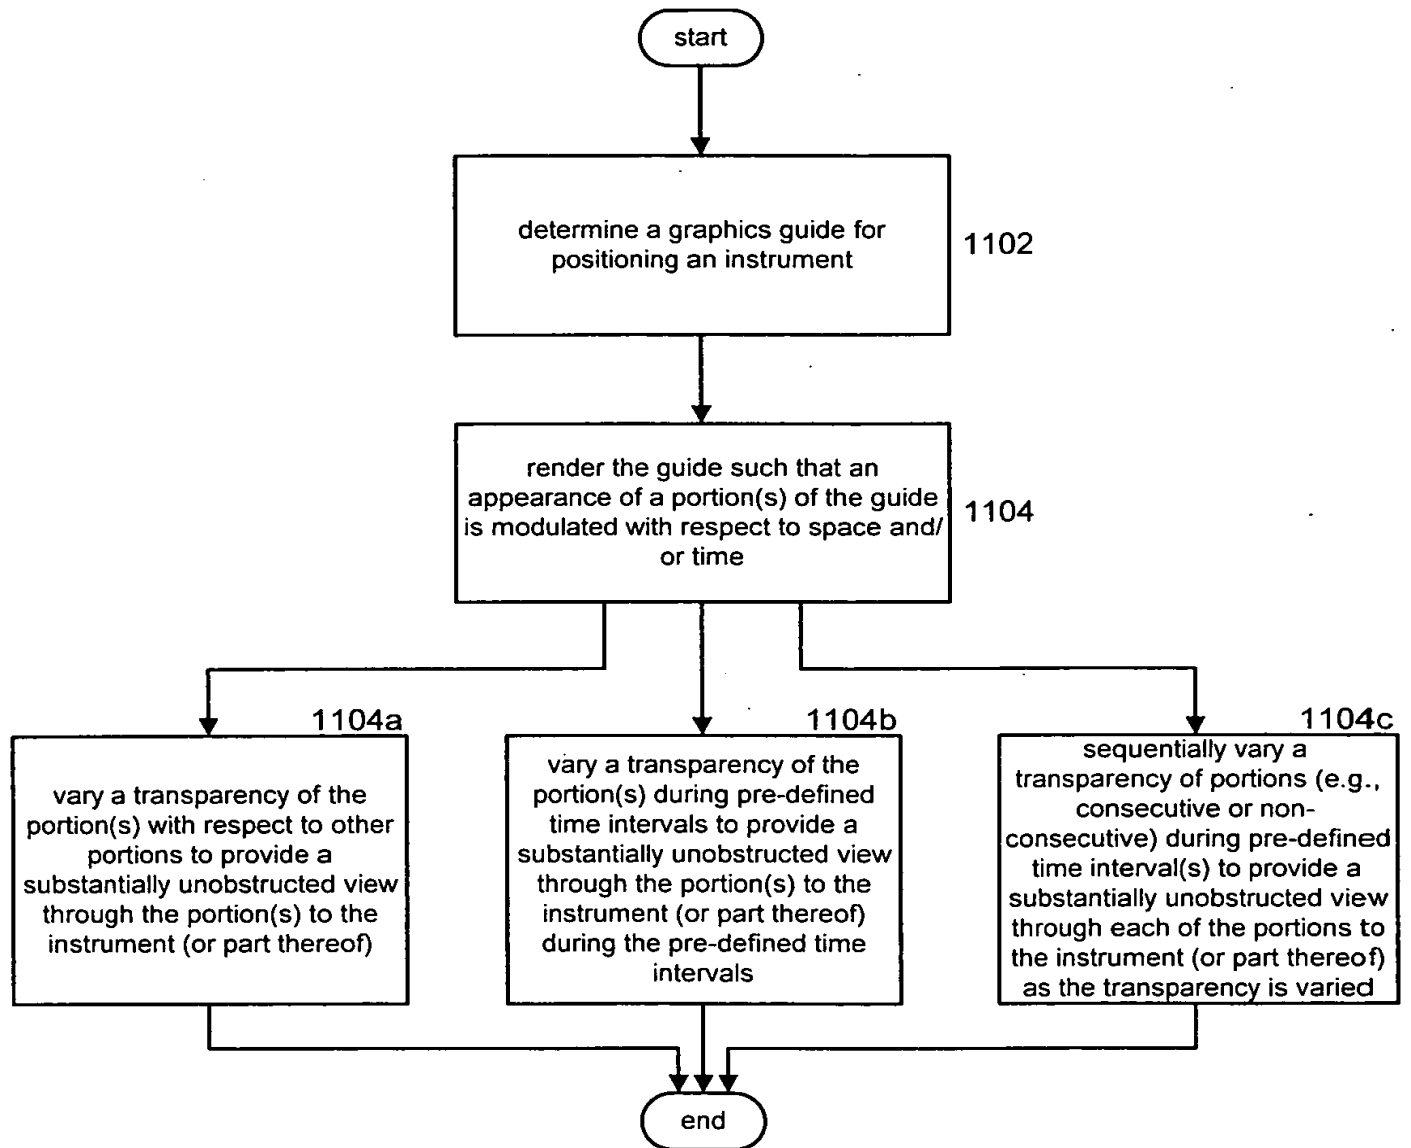 start
determine a graphics guide for
positioning an instrument
1102
render the guide such that an
appearance of a portion(s) of the guide
is modulated with respect to space and/
or time
1104
1104a
vary a transparency of the
portion(s) with respect to other
portions to provide a
substantially unobstructed view
through the portion(s) to the
instrument (or part thereof)
1104b
vary a transparency of the
portion(s) during pre-defined
time intervals to provide a
substantially unobstructed view
through the portion(s) to the
instrument (or part thereof)
during the pre-defined time
intervals
1104c
sequentially vary a
transparency of portions (e.g.,
consecutive or non-
consecutive) during pre-defined
time interval(s) to provide a
substantially unobstructed view
through each of the portions to
the instrument (or part thereof)
as the transparency is varied
end